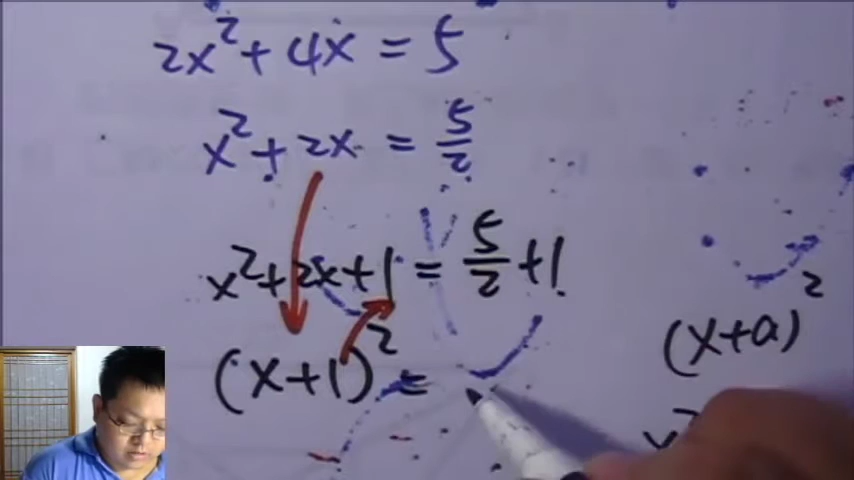 2x² + 4x = 5
x² + 2x = 5/2
x² + 2x + 1 = 5/2 + 1
(x + 1)² =
(x + a)²